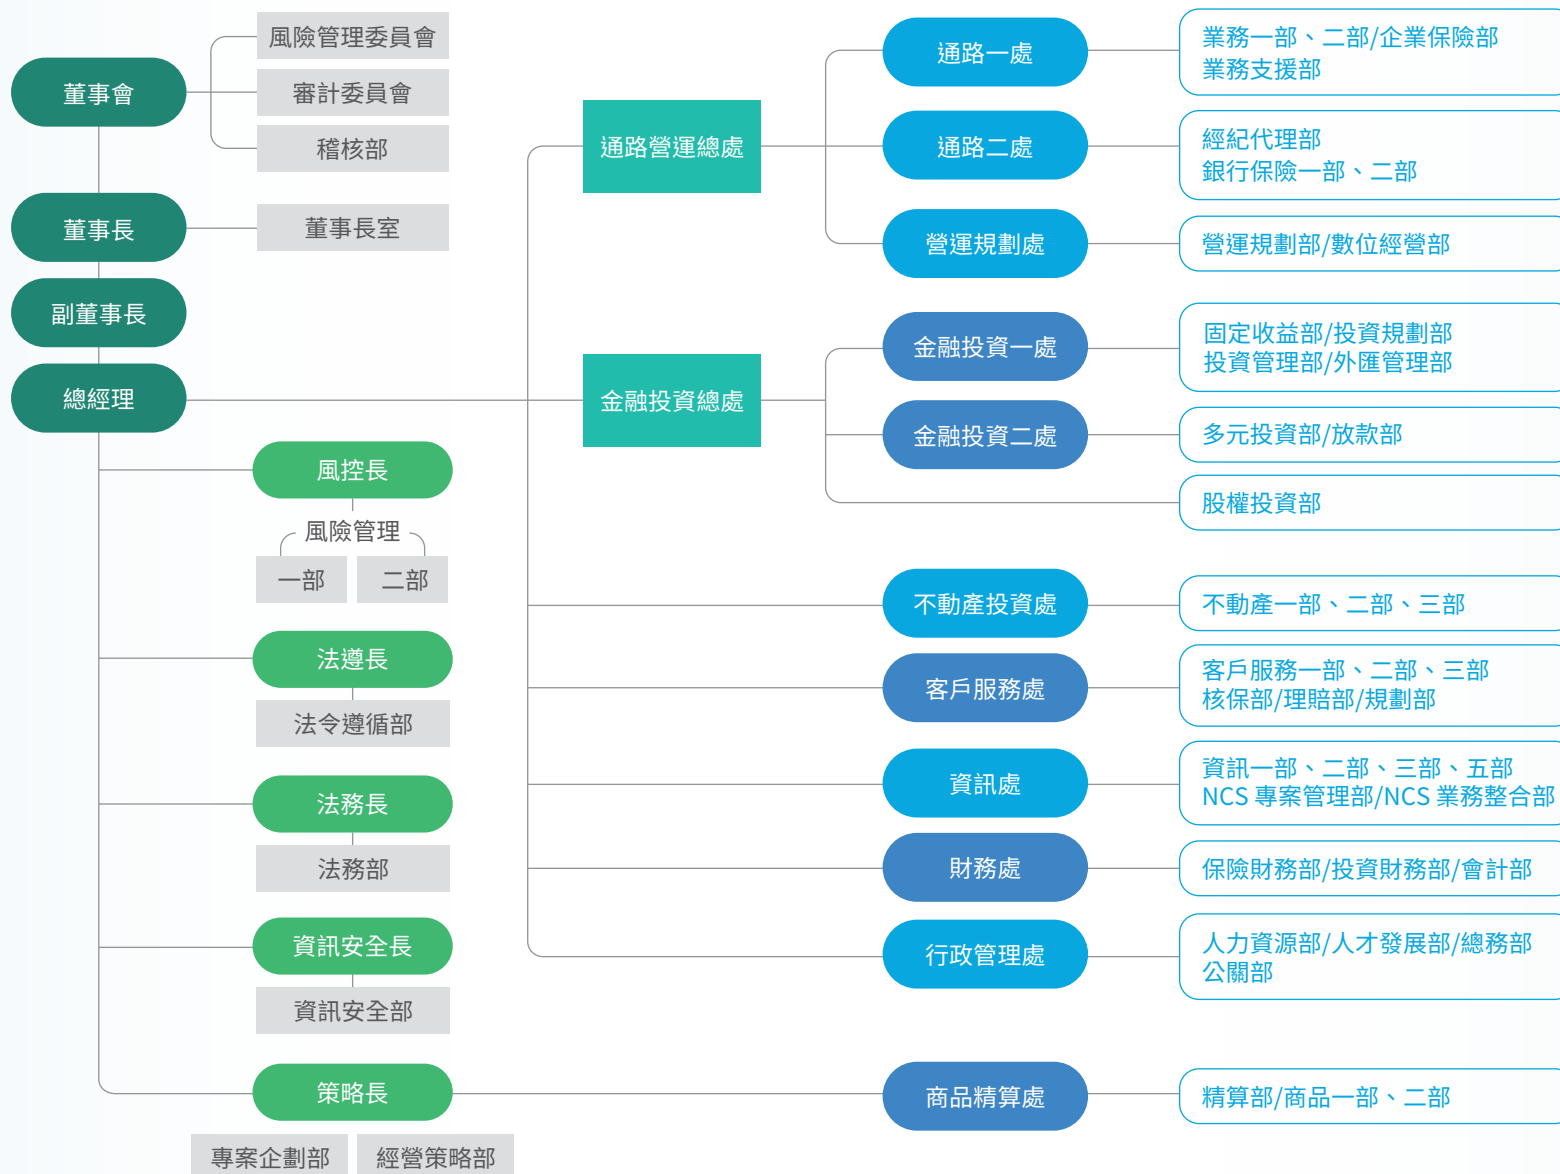 董事會
風險管理委員會
審計委員會
稽核部
董事長
董事長室
副董事長
總經理
風控長
風險管理
一部
二部
法遵長
法令遵循部
法務長
法務部
資訊安全長
資訊安全部
策略長
專案企劃部
經營策略部
通路營運總處
通路一處
業務一部、二部/企業保險部
業務支援部
通路二處
經紀代理部
銀行保險一部、二部
營運規劃處
營運規劃部/數位經營部
金融投資總處
金融投資一處
固定收益部/投資規劃部
投資管理部/外匯管理部
金融投資二處
多元投資部/放款部
股權投資部
不動產投資處
不動產一部、二部、三部
客戶服務處
客戶服務一部、二部、三部
核保部/理賠部/規劃部
資訊處
資訊一部、二部、三部、五部
NCS 專案管理部/NCS 業務整合部
財務處
保險財務部/投資財務部/會計部
行政管理處
人力資源部/人才發展部/總務部
公關部
商品精算處
精算部/商品一部、二部